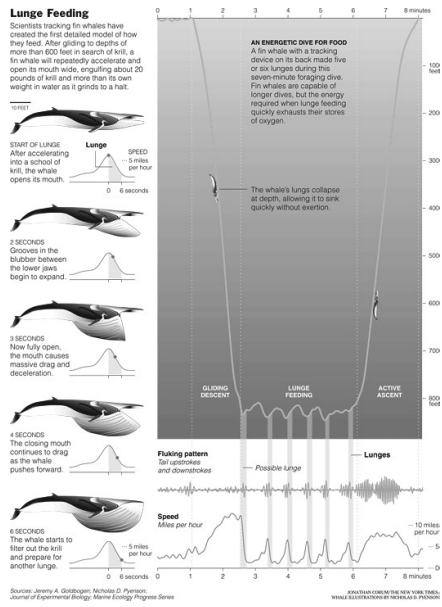 Lunge Feeding
Scientists tracking fin whales have
created the first detailed model of how
they feed. After gliding to depths of
more than 600 feet in search of krill, a
fin whale will repeatedly accelerate and
open its mouth wide, engulfing about 20
pounds of krill and more than its own
weight in water as it grinds to a halt.
10 FEET
START OF LUNGE
After accelerating
into a school of
krill, the whale
opens its mouth.
Lunge
SPEED
5 miles
per hour
0 6 seconds
2 SECONDS
Grooves in the
blubber between
the lower jaws
begin to expand.
3 SECONDS
Now fully open,
the mouth causes
massive drag and
deceleration.
4 SECONDS
The closing mouth
continues to drag
as the whale
pushes forward.
6 SECONDS
The whale starts to
filter out the krill
and prepare for
another lunge.
5 miles
per hour
0 6 seconds
0 1 2 3 4 5 6 7 8 minutes
AN ENERGETIC DIVE FOR FOOD
A fin whale with a tracking
device on its back made five
or six lunges during this
seven-minute foraging dive.
Fin whales are capable of
longer dives, but the energy
required when lunge feeding
quickly exhausts their stores
of oxygen.
The whale's lungs collapse
at depth, allowing it to sink
quickly without exertion.
100
feet
200
300
400
500
600
700
800
feet
GLIDING
DESCENT
LUNGE
FEEDING
ACTIVE
ASCENT
Fluking pattern
Tail upstrokes
and downstrokes
Possible lunge
Lunges
Speed
Miles per hour
10 miles
per hour
5
0
0 1 2 3 4 5 6 7 8 minutes
Sources: Jeremy A. Goldbogen; Nicholas D. Pyenson;
Journal of Experimental Biology; Marine Ecology Progress Series
JONATHAN CORUM/THE NEW YORK TIMES;
WHALE ILLUSTRATIONS BY NICHOLAS D. PYENSON